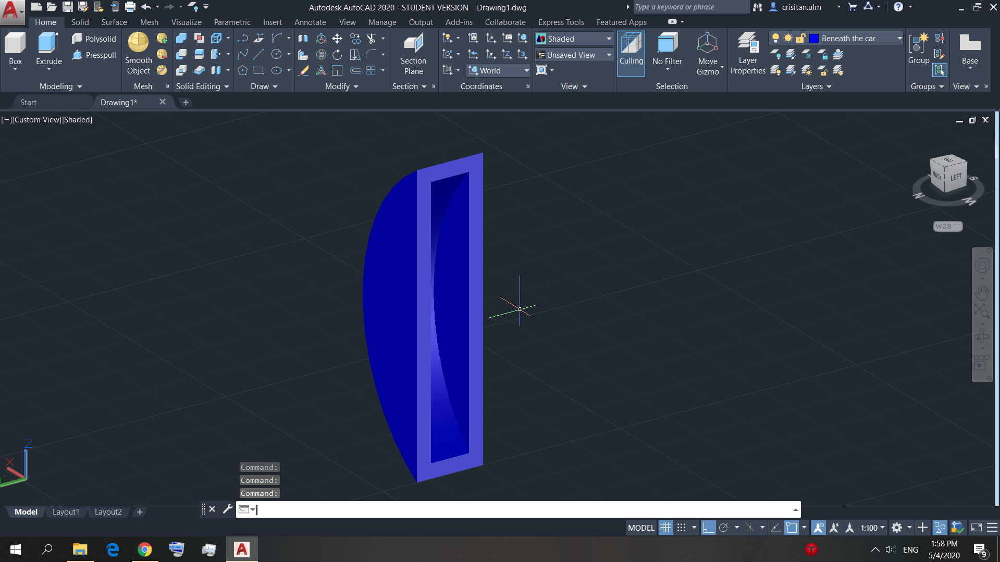 Autodesk AutoCAD 2020 - STUDENT VERSION Drawing1.dwg
Type a keyword or phrase
crisitan.ulm
Home Solid Surface Mesh Visualize Parametric Insert Annotate View Manage Output Add-ins Collaborate Express Tools Featured Apps
Box
Extrude
Polysolid
Presspull
Smooth
Object
Section
Plane
World
Shaded
Unsaved View
Culling
No Filter
Move
Gizmo
Layer
Properties
Beneath the car
Group
Base
Modeling Mesh Solid Editing Draw Modify Section Coordinates View Selection Layers Groups View
Start Drawing1*
[−][Custom View][Shaded]
TOP
BACK
LEFT
N
S
WCS
Z
X
Y
Command:
Command:
Command:
Model Layout1 Layout2
MODEL
1:100
ENG
1:58 PM
5/4/2020
9